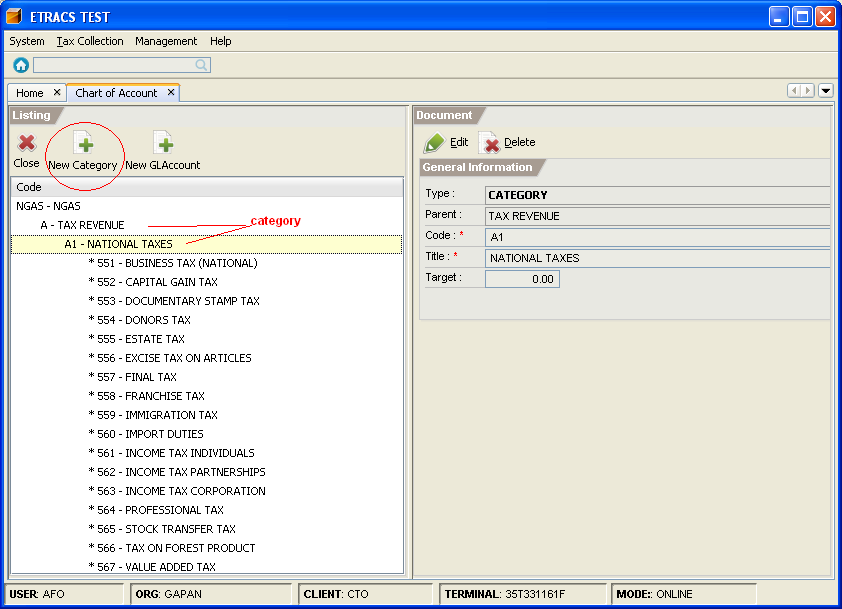 ETRACS TEST
System Tax Collection Management Help
Home Chart of Account
Listing
Close New Category New GLAccount
Code
NGAS - NGAS
A - TAX REVENUE
category
A1 - NATIONAL TAXES
* 551 - BUSINESS TAX (NATIONAL)
* 552 - CAPITAL GAIN TAX
* 553 - DOCUMENTARY STAMP TAX
* 554 - DONORS TAX
* 555 - ESTATE TAX
* 556 - EXCISE TAX ON ARTICLES
* 557 - FINAL TAX
* 558 - FRANCHISE TAX
* 559 - IMMIGRATION TAX
* 560 - IMPORT DUTIES
* 561 - INCOME TAX INDIVIDUALS
* 562 - INCOME TAX PARTNERSHIPS
* 563 - INCOME TAX CORPORATION
* 564 - PROFESSIONAL TAX
* 565 - STOCK TRANSFER TAX
* 566 - TAX ON FOREST PRODUCT
* 567 - VALUE ADDED TAX
Document
Edit Delete
General Information
Type : CATEGORY
Parent : TAX REVENUE
Code : * A1
Title : * NATIONAL TAXES
Target : 0.00
USER: AFO ORG: GAPAN CLIENT: CTO TERMINAL: 35T331161F MODE:: ONLINE